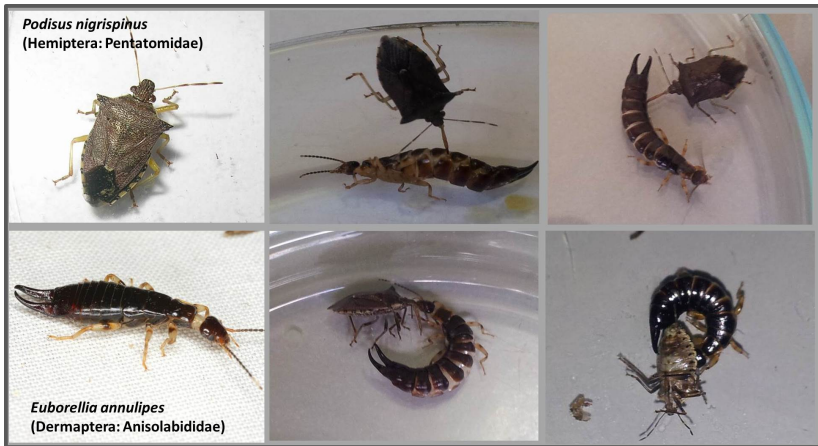 Podisus nigrispinus
(Hemiptera: Pentatomidae)
Euborellia annulipes
(Dermaptera: Anisolabididae)